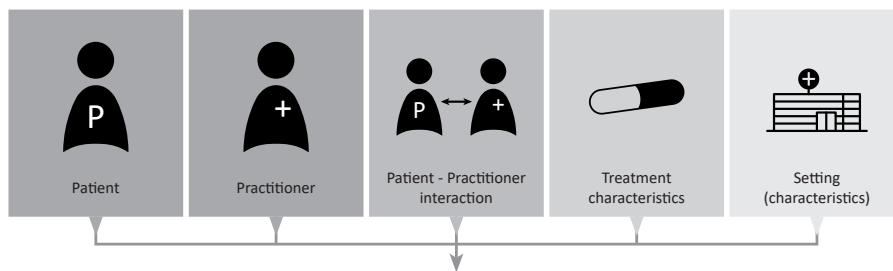 P
Patient
+
Practitioner
P
+
Patient - Practitioner
interaction
Treatment
characteristics
+
Setting
(characteristics)